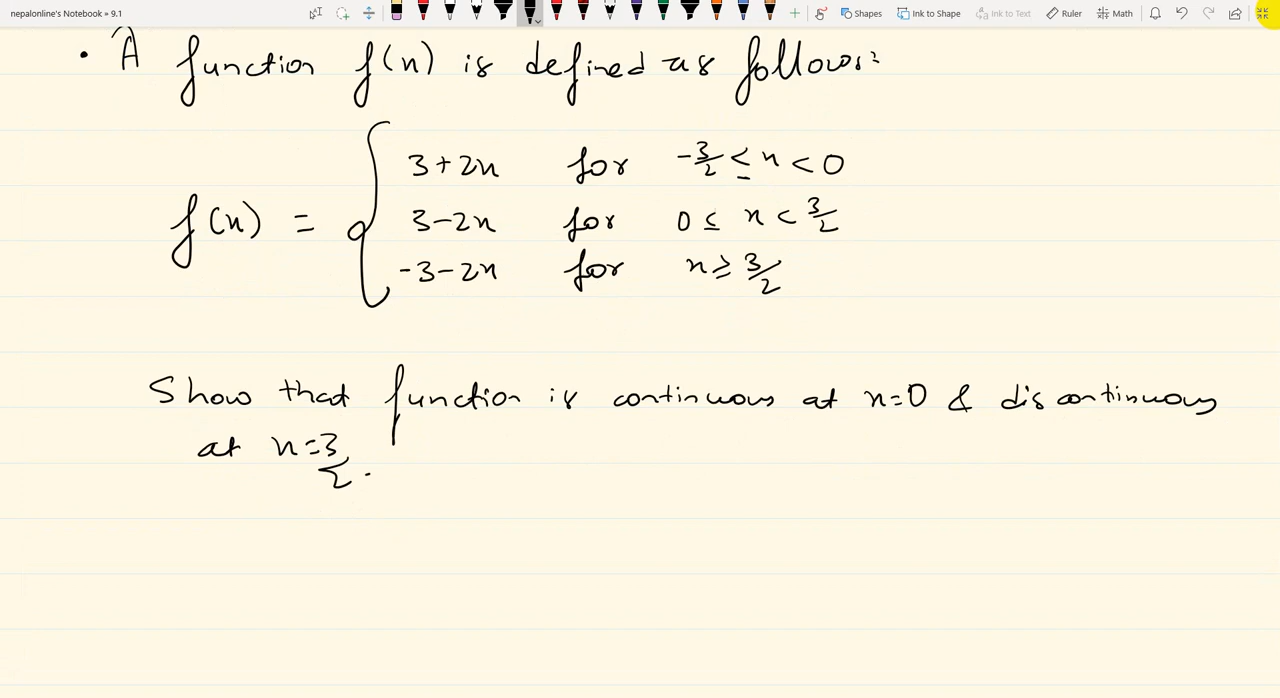 nepalonline's Notebook » 9.1
Shapes Ink to Shape Ink to Text Ruler Math
• A function f(x) is defined as follows:
f(x) = { 3+2x for -3/2 ≤ x < 0
3-2x for 0 ≤ x < 3/2
-3-2x for x ≥ 3/2
Show that function is continuous at x=0 & discontinuous
at x=3/2.